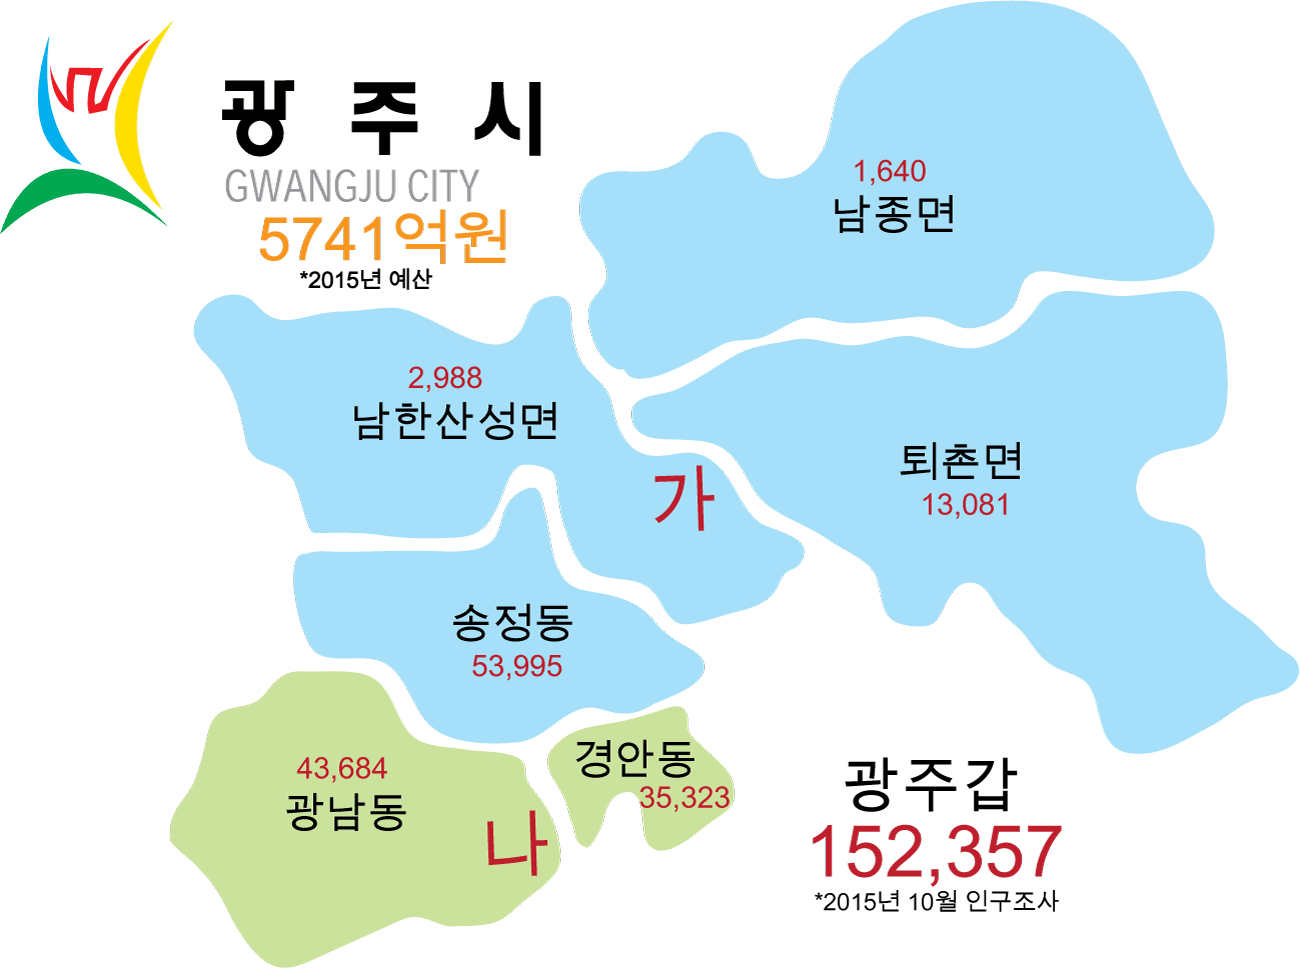 광주시
GWANGJU CITY
5741억원
*2015년 예산
1,640
남종면
2,988
남한산성면
가
퇴촌면
13,081
송정동
53,995
43,684
광남동
나
경안동
35,323
광주갑
152,357
*2015년 10월 인구조사